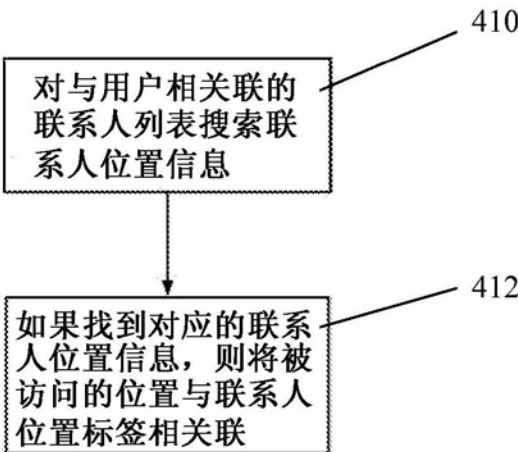 410
对与用户相关联的
联系人列表搜索联
系人位置信息
412
如果找到对应的联系
人位置信息，则将被
访问的位置与联系人
位置标签相关联